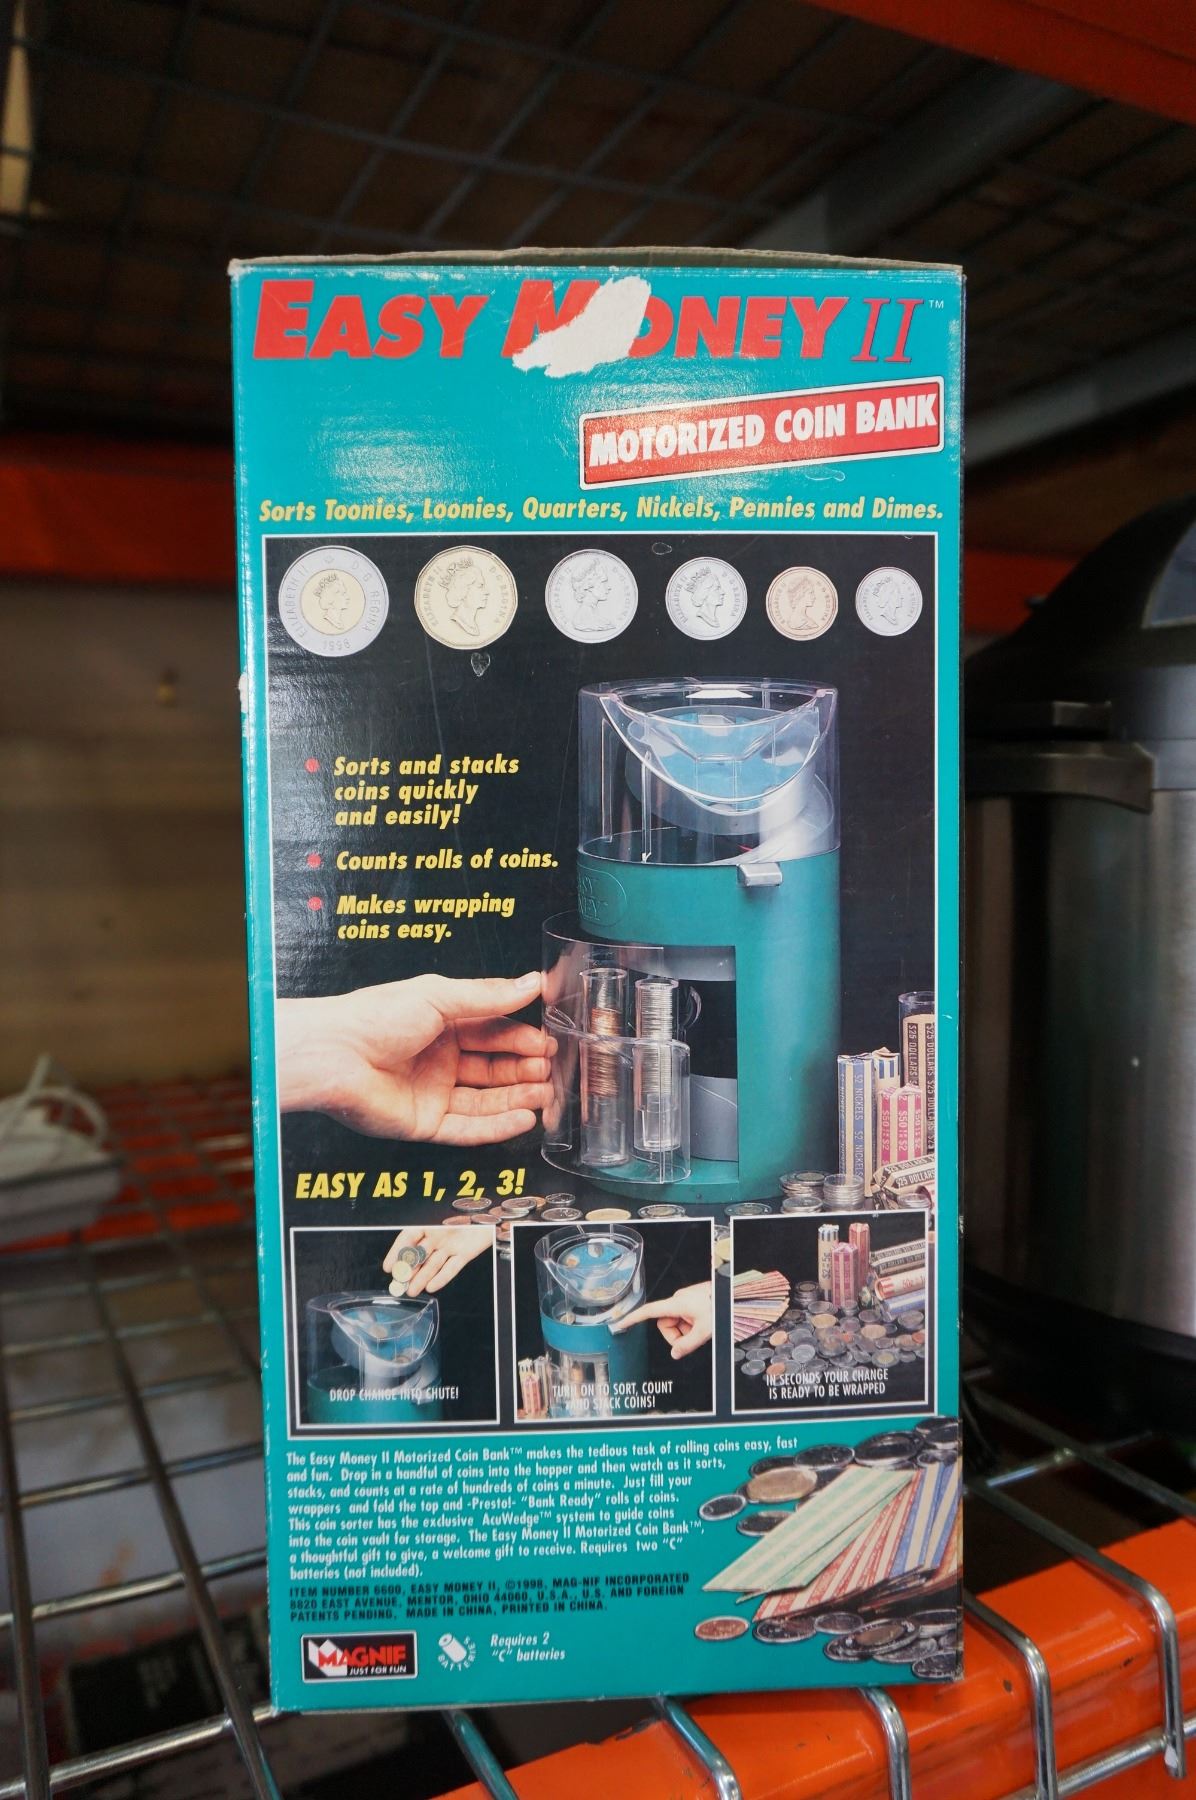 EASY MONEY II™
MOTORIZED COIN BANK
Sorts Toonies, Loonies, Quarters, Nickels, Pennies and Dimes.
Sorts and stacks
coins quickly
and easily!
Counts rolls of coins.
Makes wrapping
coins easy.
EASY AS 1, 2, 3!
DROP CHANGE INTO CHUTE!
TURN ON TO SORT, COUNT
AND STACK COINS!
IN SECONDS YOUR CHANGE
IS READY TO BE WRAPPED
The Easy Money II Motorized Coin Bank™ makes the tedious task of rolling coins easy, fast
and fun. Drop in a handful of coins into the hopper and then watch as it sorts,
stacks, and counts at a rate of hundreds of coins a minute. Just fill your
wrappers and fold the top and -Presto!- "Bank Ready" rolls of coins.
This coin sorter has the exclusive AcuWedge™ system to guide coins
into the coin vault for storage. The Easy Money II Motorized Coin Bank™,
a thoughtful gift to give, a welcome gift to receive. Requires two "C"
batteries (not included).
ITEM NUMBER 6600, EASY MONEY II, ©1998, MAG-NIF INCORPORATED
8820 EAST AVENUE, MENTOR, OHIO 44060, U.S.A., U.S. AND FOREIGN
PATENTS PENDING, MADE IN CHINA, PRINTED IN CHINA.
MAGNIF
JUST FOR FUN
BATTERIES
Requires 2
"C" batteries